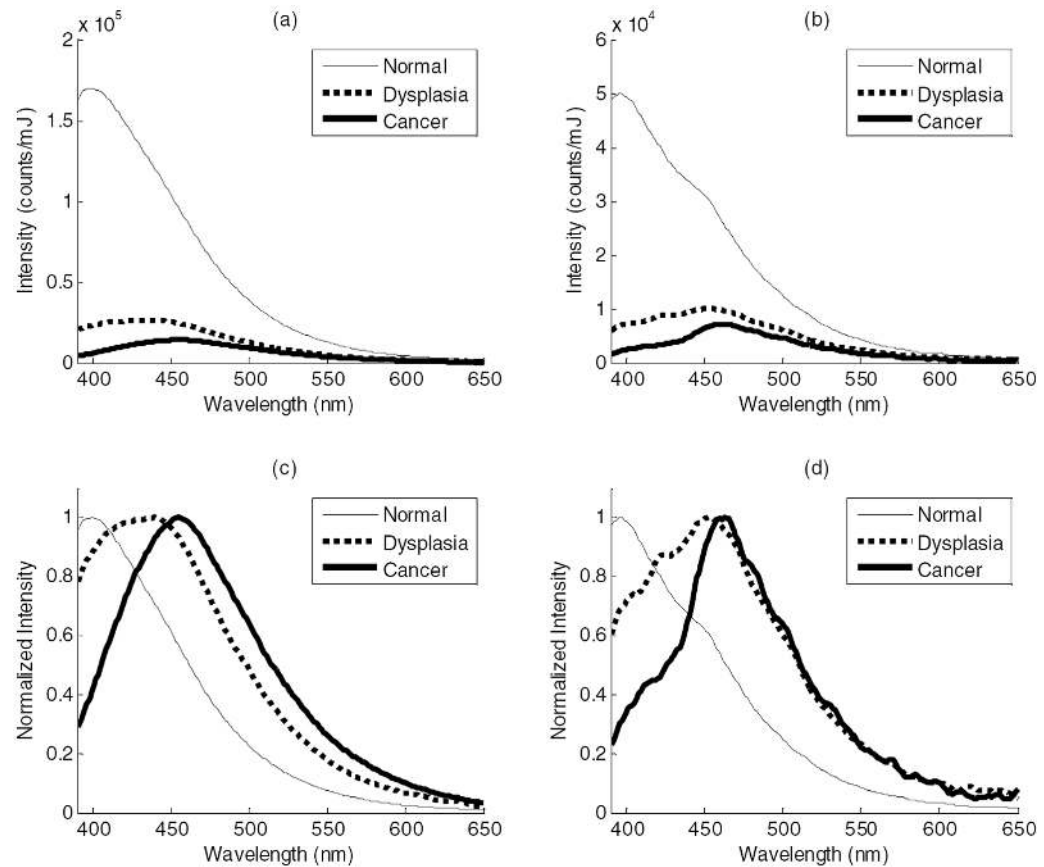 (a)
x 10^5
2
1.5
1
0.5
0
Intensity (counts/mJ)
400 450 500 550 600 650
Wavelength (nm)
Normal
Dysplasia
Cancer
(b)
x 10^4
6
5
4
3
2
1
0
Intensity (counts/mJ)
400 450 500 550 600 650
Wavelength (nm)
Normal
Dysplasia
Cancer
(c)
1
0.8
0.6
0.4
0.2
0
Normalized Intensity
400 450 500 550 600 650
Wavelength (nm)
Normal
Dysplasia
Cancer
(d)
1
0.8
0.6
0.4
0.2
0
Normalized Intensity
400 450 500 550 600 650
Wavelength (nm)
Normal
Dysplasia
Cancer